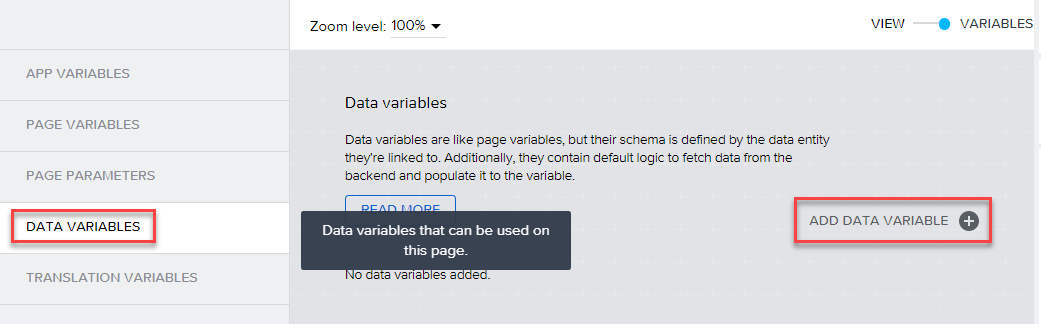 Zoom level: 100%
VIEW
VARIABLES
APP VARIABLES
PAGE VARIABLES
PAGE PARAMETERS
DATA VARIABLES
TRANSLATION VARIABLES
Data variables
Data variables are like page variables, but their schema is defined by the data entity
they're linked to. Additionally, they contain default logic to fetch data from the
backend and populate it to the variable.
READ MORE
Data variables that can be used on
this page.
ADD DATA VARIABLE
No data variables added.